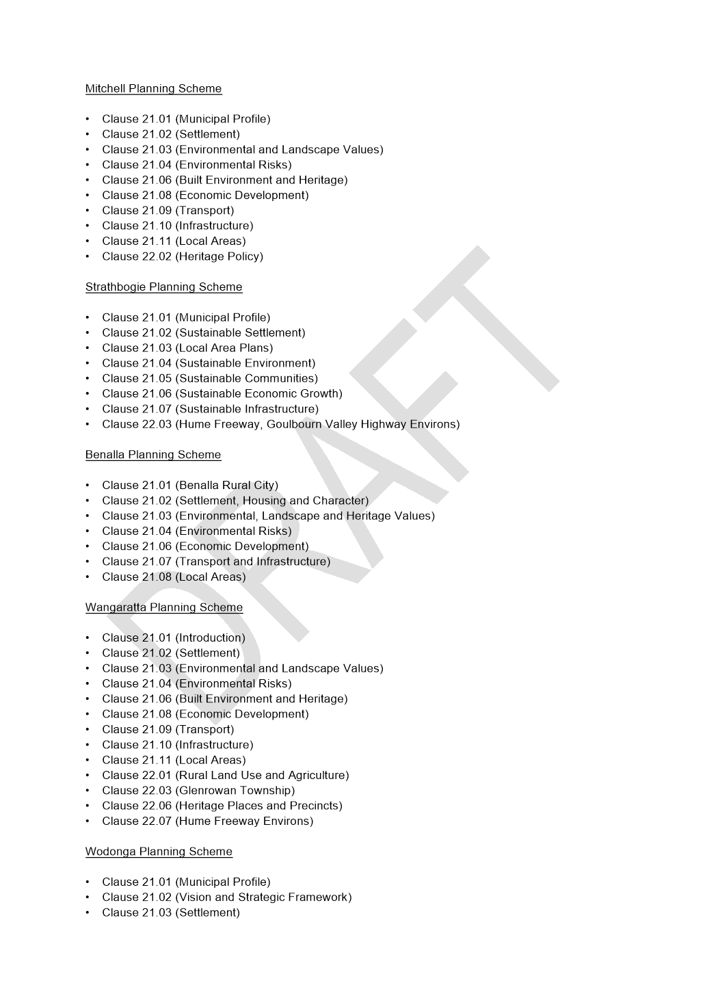 Mitchell Planning Scheme
• Clause 21.01 (Municipal Profile)
• Clause 21.02 (Settlement)
• Clause 21.03 (Environmental and Landscape Values)
• Clause 21.04 (Environmental Risks)
• Clause 21.06 (Built Environment and Heritage)
• Clause 21.08 (Economic Development)
• Clause 21.09 (Transport)
• Clause 21.10 (Infrastructure)
• Clause 21.11 (Local Areas)
• Clause 22.02 (Heritage Policy)
Strathbogie Planning Scheme
• Clause 21.01 (Municipal Profile)
• Clause 21.02 (Sustainable Settlement)
• Clause 21.03 (Local Area Plans)
• Clause 21.04 (Sustainable Environment)
• Clause 21.05 (Sustainable Communities)
• Clause 21.06 (Sustainable Economic Growth)
• Clause 21.07 (Sustainable Infrastructure)
• Clause 22.03 (Hume Freeway, Goulbourn Valley Highway Environs)
Benalla Planning Scheme
• Clause 21.01 (Benalla Rural City)
• Clause 21.02 (Settlement, Housing and Character)
• Clause 21.03 (Environmental, Landscape and Heritage Values)
• Clause 21.04 (Environmental Risks)
• Clause 21.06 (Economic Development)
• Clause 21.07 (Transport and Infrastructure)
• Clause 21.08 (Local Areas)
Wangaratta Planning Scheme
• Clause 21.01 (Introduction)
• Clause 21.02 (Settlement)
• Clause 21.03 (Environmental and Landscape Values)
• Clause 21.04 (Environmental Risks)
• Clause 21.06 (Built Environment and Heritage)
• Clause 21.08 (Economic Development)
• Clause 21.09 (Transport)
• Clause 21.10 (Infrastructure)
• Clause 21.11 (Local Areas)
• Clause 22.01 (Rural Land Use and Agriculture)
• Clause 22.03 (Glenrowan Township)
• Clause 22.06 (Heritage Places and Precincts)
• Clause 22.07 (Hume Freeway Environs)
Wodonga Planning Scheme
• Clause 21.01 (Municipal Profile)
• Clause 21.02 (Vision and Strategic Framework)
• Clause 21.03 (Settlement)
DRAFT